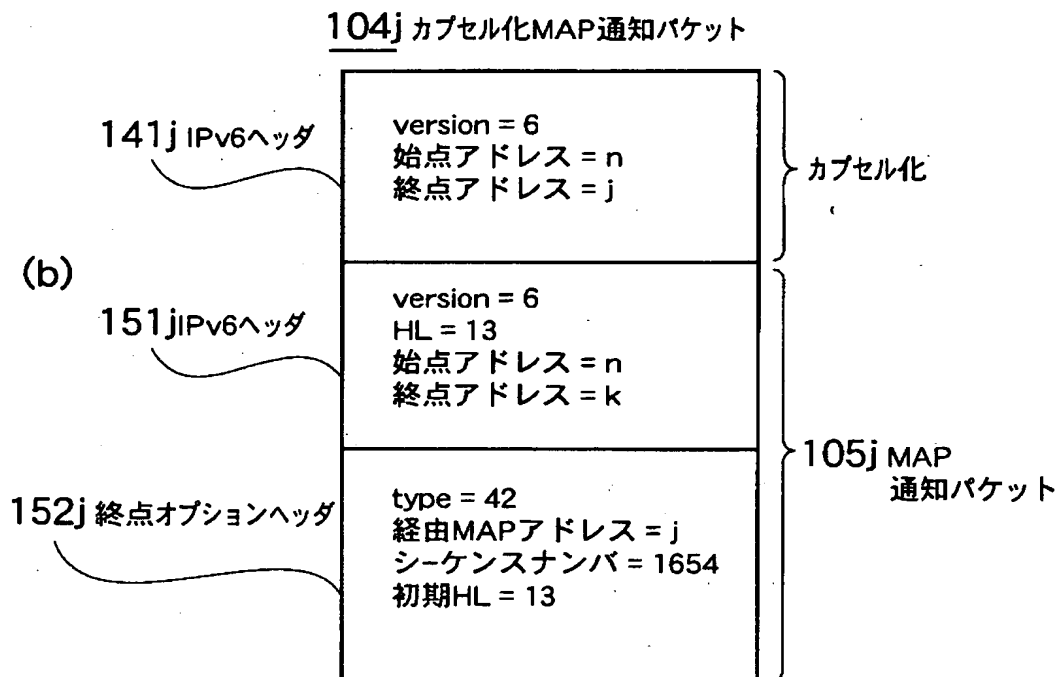 104j カプセル化MAP通知パケット
141j IPv6ヘッダ
version = 6
始点アドレス = n
終点アドレス = j
カプセル化
(b)
151jIPv6ヘッダ
version = 6
HL = 13
始点アドレス = n
終点アドレス = k
105j MAP
通知パケット
152j 終点オプションヘッダ
type = 42
経由MAPアドレス = j
シーケンスナンバ = 1654
初期HL = 13